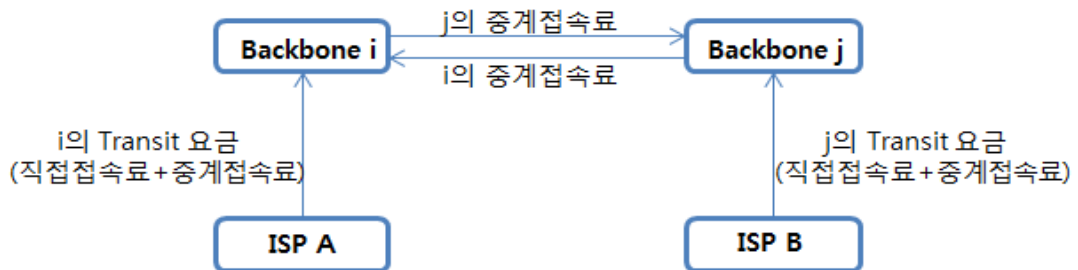 j의 중계접속료
Backbone i
Backbone j
i의 중계접속료
i의 Transit 요금
(직접접속료+중계접속료)
j의 Transit 요금
(직접접속료+중계접속료)
ISP A
ISP B